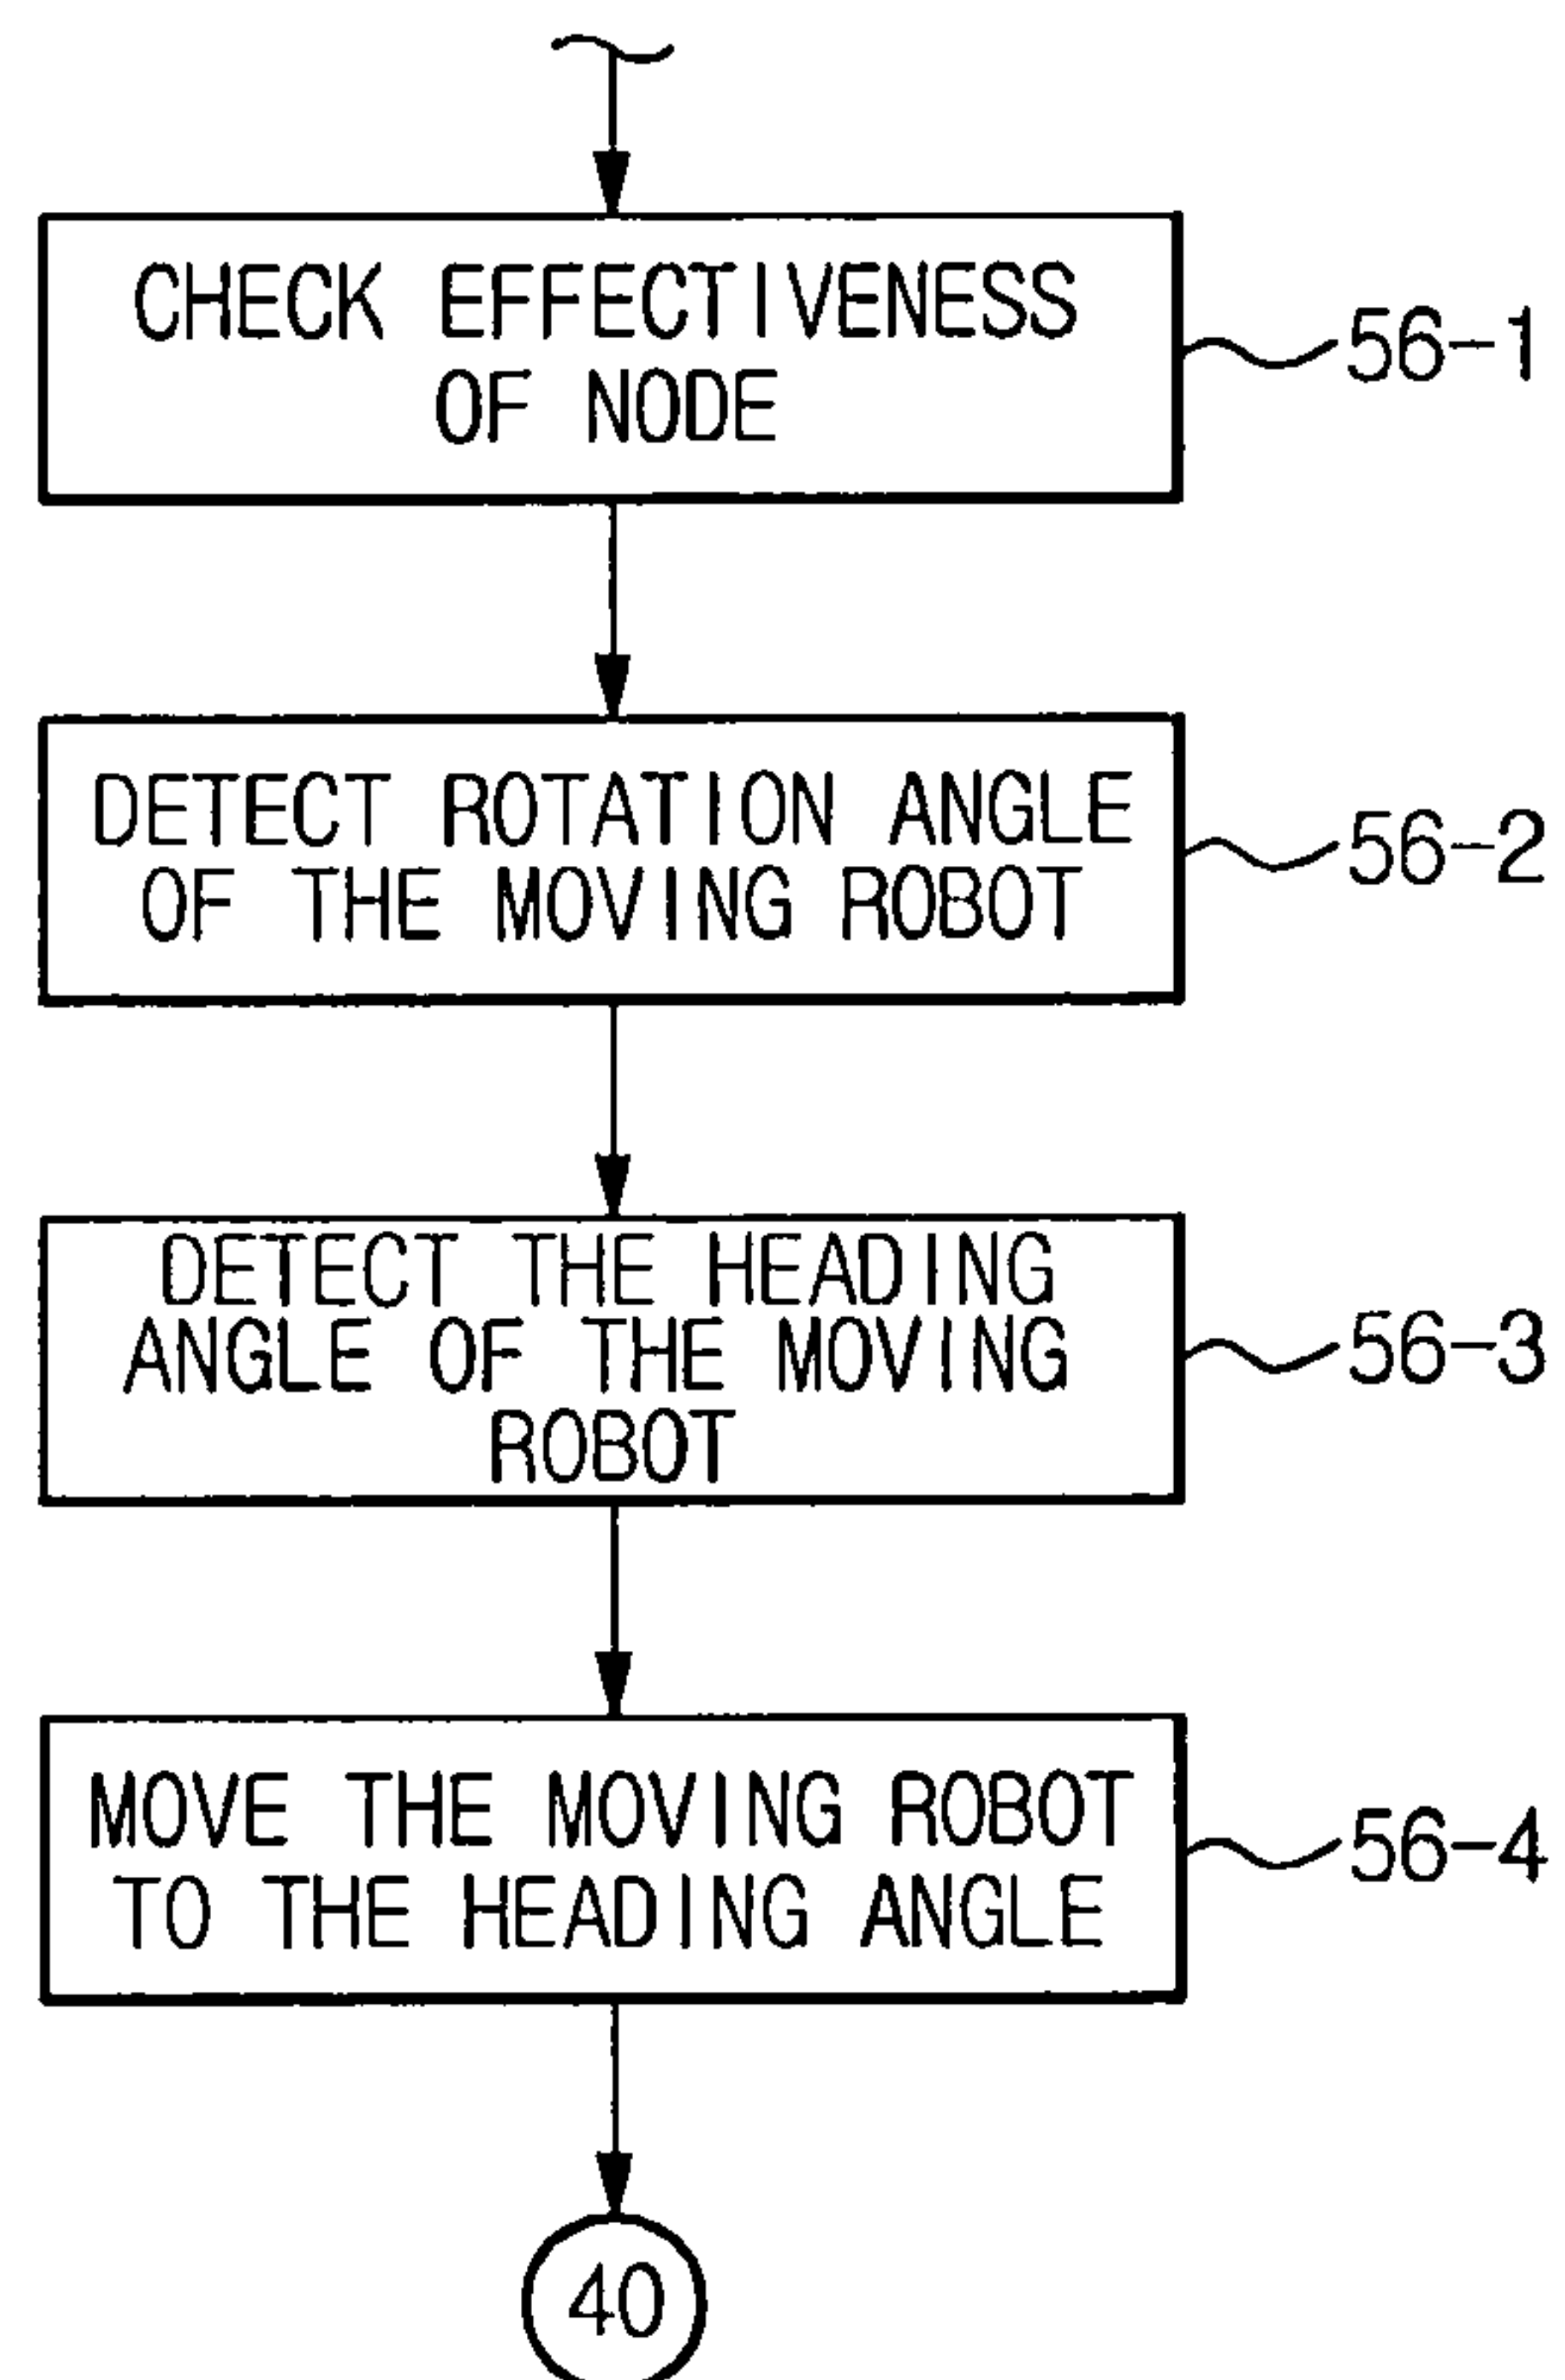 CHECK EFFECTIVENESS
OF NODE
56-1
DETECT ROTATION ANGLE
OF THE MOVING ROBOT
56-2
DETECT THE HEADING
ANGLE OF THE MOVING
ROBOT
56-3
MOVE THE MOVING ROBOT
TO THE HEADING ANGLE
56-4
40